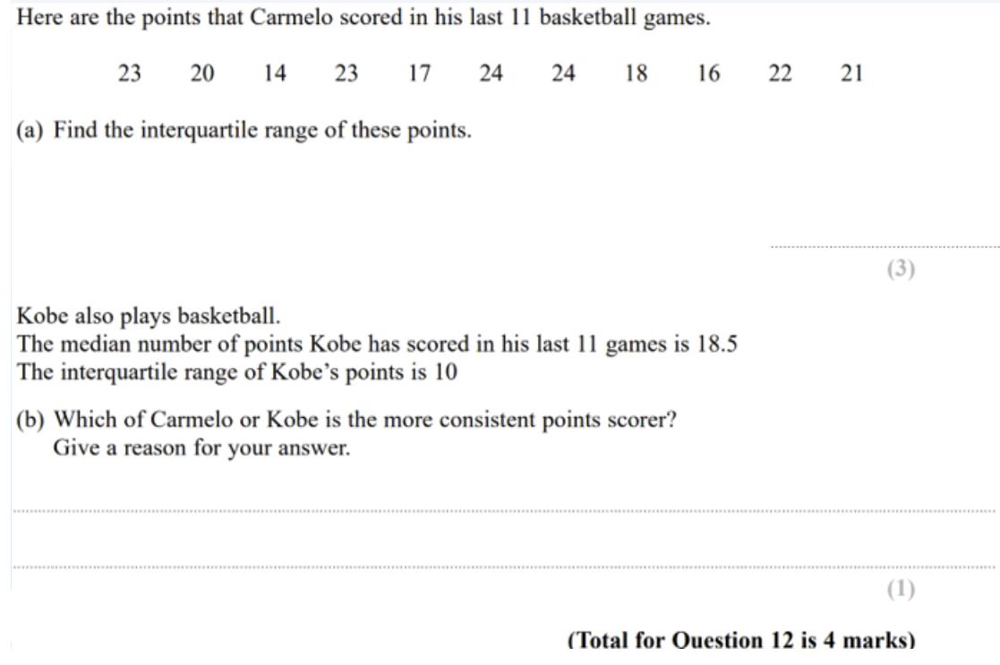 Here are the points that Carmelo scored in his last 11 basketball games.
23 20 14 23 17 24 24 18 16 22 21
(a) Find the interquartile range of these points.
(3)
Kobe also plays basketball.
The median number of points Kobe has scored in his last 11 games is 18.5
The interquartile range of Kobe's points is 10
(b) Which of Carmelo or Kobe is the more consistent points scorer?
Give a reason for your answer.
(1)
(Total for Question 12 is 4 marks)